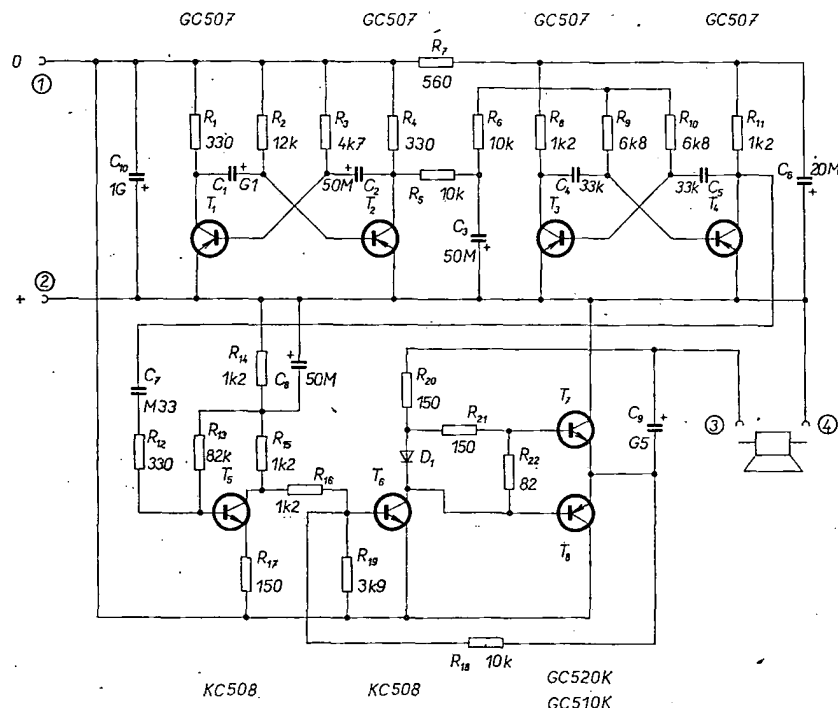 GC507 GC507 GC507 GC507
0 ①
R7 560
R1 330
R2 12k
R3 4k7
R4 330
R6 10k
R8 1k2
R9 6k8
R10 6k8
R11 1k2
C10 1G +
C1 G1 +
50M + C2
R5 10k
C4 33k
33k C5
C6 20M +
T1
T2
C3 50M +
T3
T4
+ ②
C7 M33
R14 1k2
C8 50M +
R20 150
T7
C9 G5 +
③ ④
R12 330
R13 82k
R15 1k2
R21 150
D1
R22 82
T5
R16 1k2
T6
T8
R17 150
R19 3k9
R18 10k
KC508 KC508 GC520K
GC510K